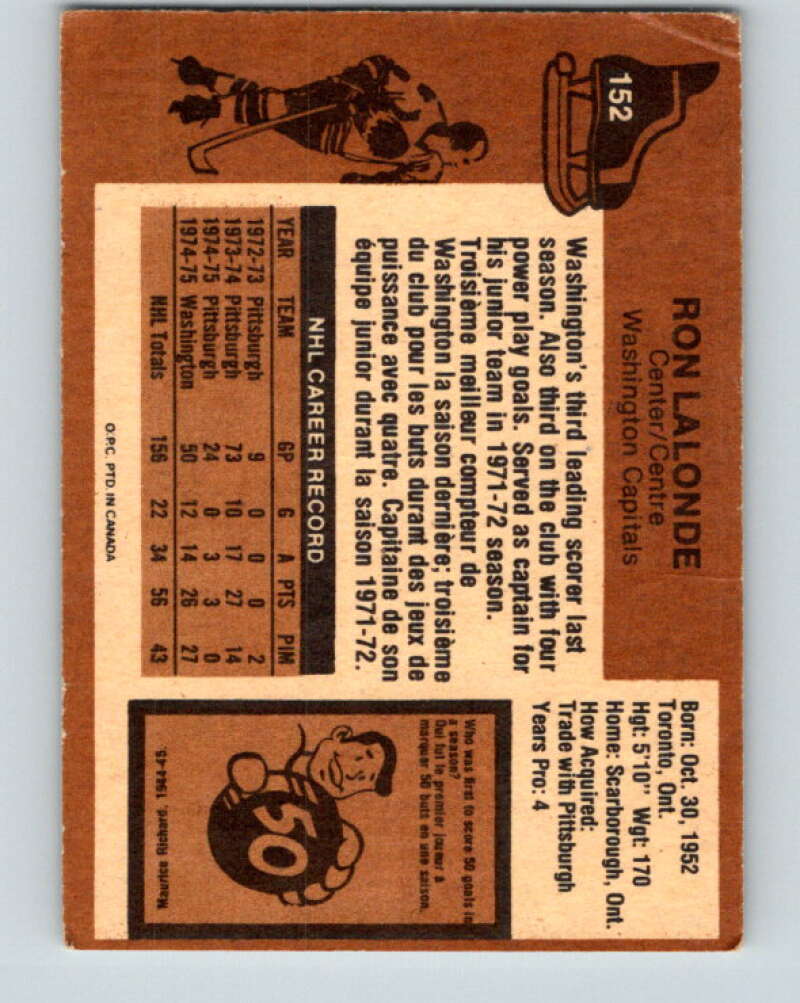 152
RON LALONDE
Center/Centre
Washington Capitals
Born: Oct. 30, 1952
Toronto, Ont.
Hgt: 5'10" Wgt: 170
Home: Scarborough, Ont.
How Acquired:
Trade with Pittsburgh
Years Pro: 4
Washington's third leading scorer last
season. Also third on the club with four
power play goals. Served as captain for
his junior team in 1971-72 season.
Troisième meilleur compteur de
Washington la saison dernière; troisième
du club pour les buts durant des jeux de
puissance avec quatre. Capitaine de son
équipe junior durant la saison 1971-72.
NHL CAREER RECORD
YEAR TEAM GP G A PTS PIM
1972-73 Pittsburgh 9 0 0 0 2
1973-74 Pittsburgh 73 10 17 27 14
1974-75 Pittsburgh 24 0 3 3 0
1974-75 Washington 50 12 14 26 27
NHL Totals 156 22 34 56 43
O.P.C. PTD. IN CANADA
Who was first to score 50 goals in
a season?
Qui fut le premier joueur à
marquer 50 buts en une saison.
50
Maurice Richard, 1944-45.